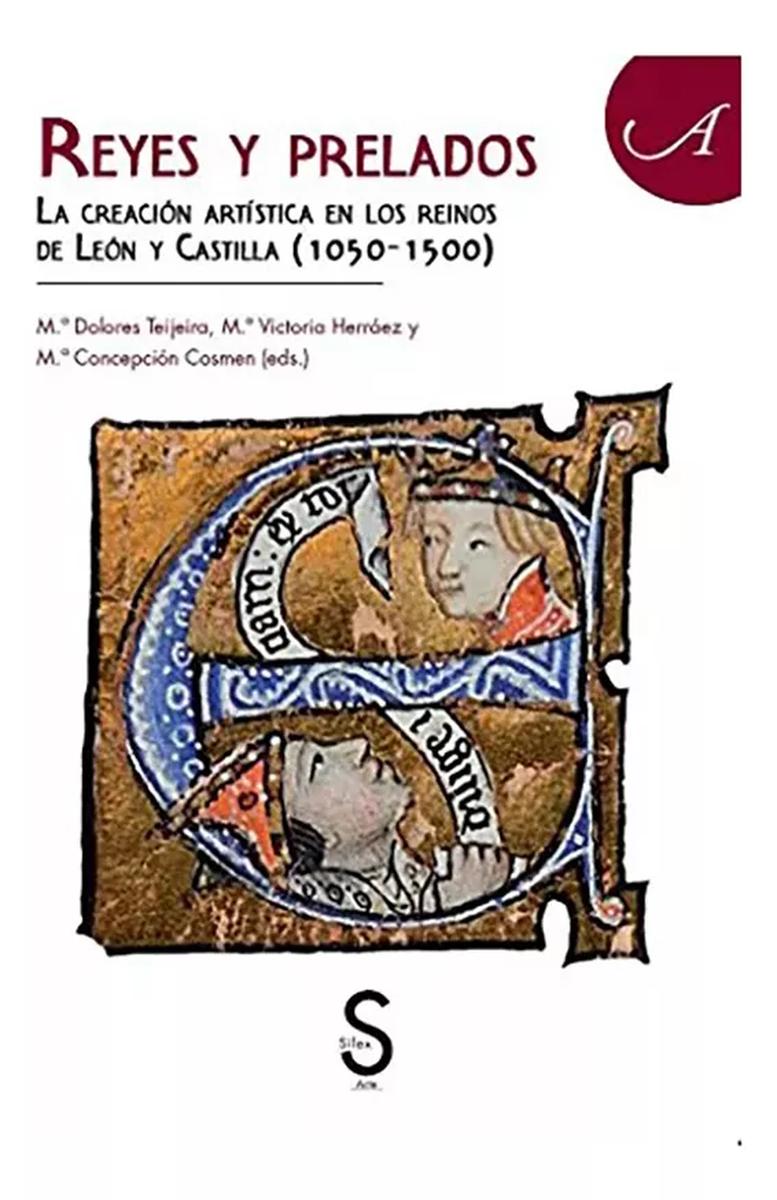 A
REYES Y PRELADOS
LA CREACIÓN ARTÍSTICA EN LOS REINOS
DE LEÓN Y CASTILLA (1050-1500)
M.ª Dolores Teijeira, M.ª Victoria Herráez y
M.ª Concepción Cosmen (eds.)
S
Sílex
Arte